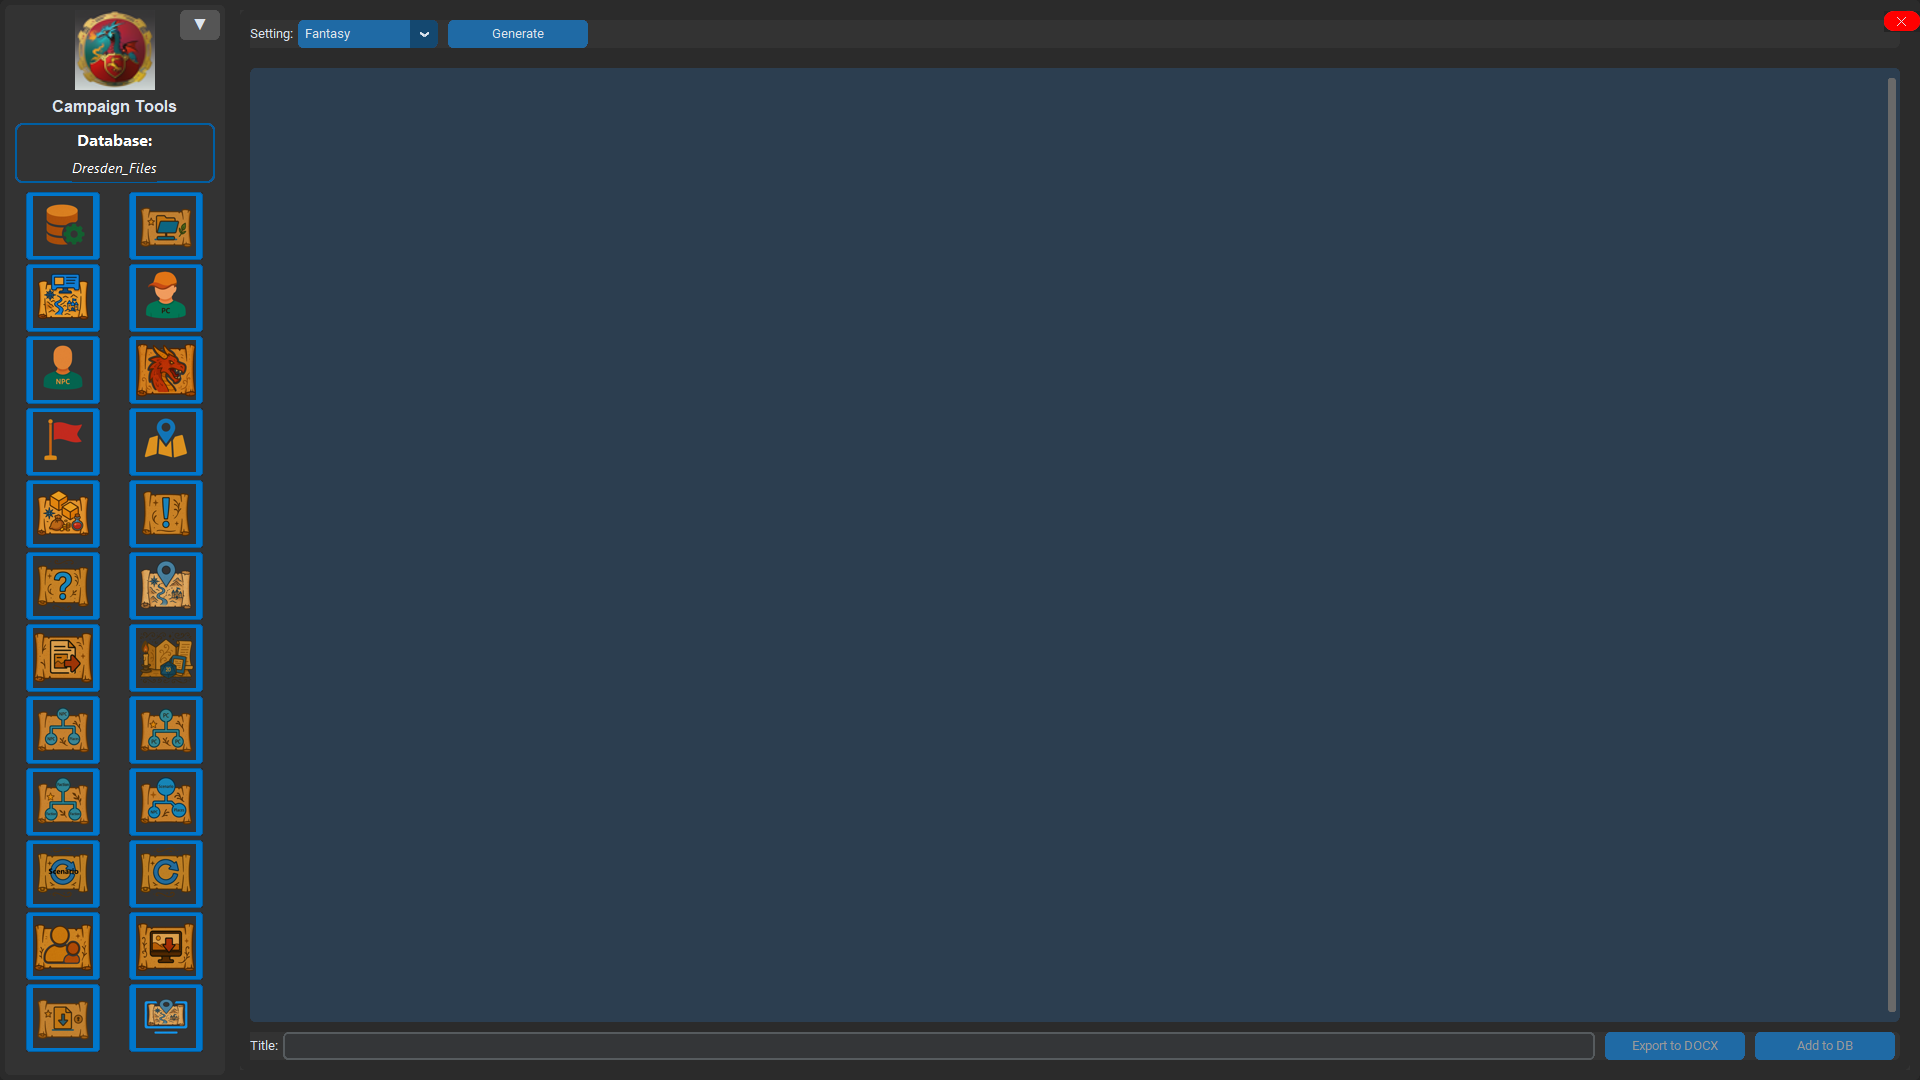 Setting:
Fantasy
Generate
Campaign Tools
Database:
Dresden_Files
PC
NPC
Scenario
Title:
Export to DOCX
Add to DB